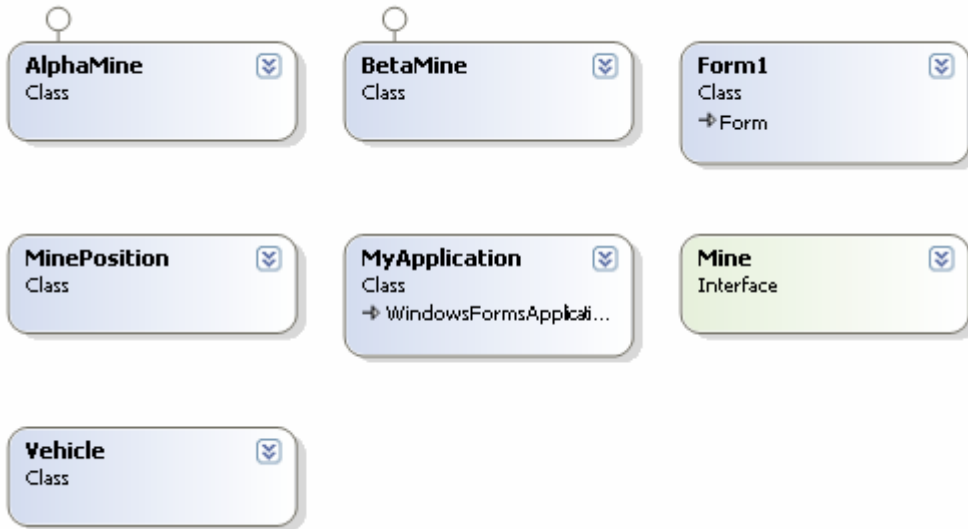 AlphaMine
Class
BetaMine
Class
Form1
Class
Form
MinePosition
Class
MyApplication
Class
WindowsFormsApplicati...
Mine
Interface
Vehicle
Class